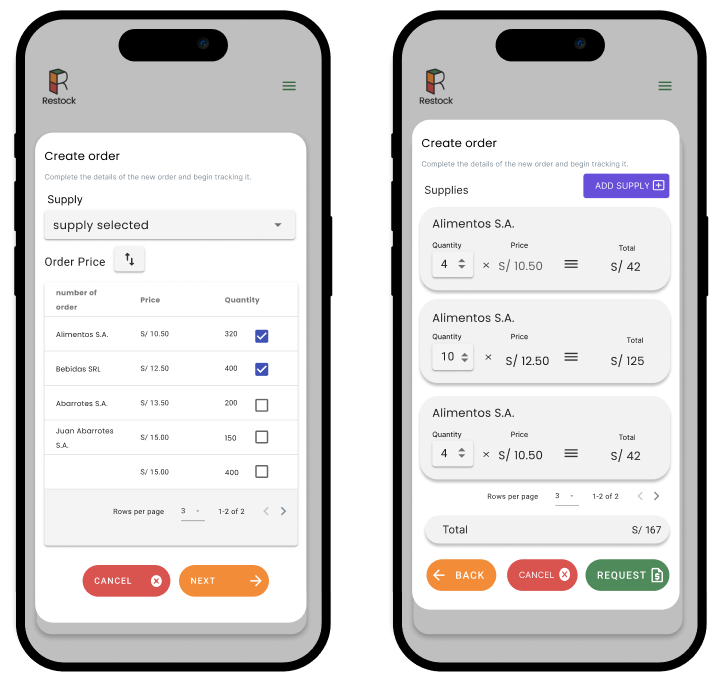 Restock
Create order
Complete the details of the new order and begin tracking it.
Supply
supply selected
Order Price
number of order Price Quantity
Alimentos S.A. S/ 10.50 320
Bebidas SRL S/ 12.50 400
Abarrotes S.A. S/ 13.50 200
Juan Abarrotes S.A. S/ 15.00 150
S/ 15.00 400
Rows per page 3 1-2 of 2
CANCEL NEXT
Restock
Create order
Complete the details of the new order and begin tracking it.
Supplies ADD SUPPLY
Alimentos S.A.
Quantity Price Total
4 × S/ 10.50 S/ 42
Alimentos S.A.
Quantity Price Total
10 × S/ 12.50 S/ 125
Alimentos S.A.
Quantity Price Total
4 × S/ 10.50 S/ 42
Rows per page 3 1-2 of 2
Total S/ 167
BACK CANCEL REQUEST